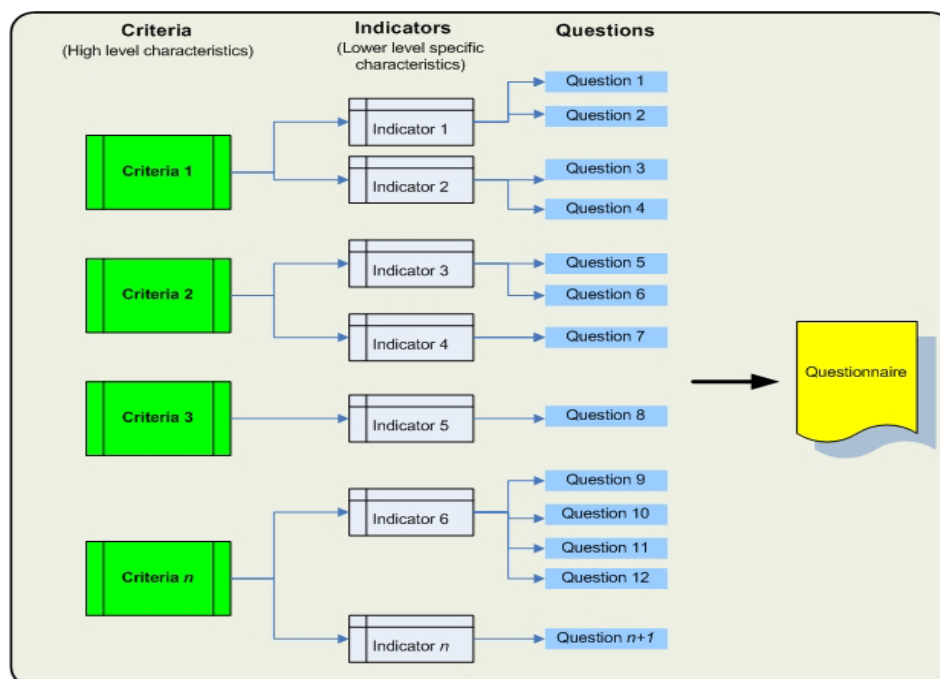 Criteria
(High level characteristics)
Indicators
(Lower level specific
characteristics)
Questions
Criteria 1
Indicator 1
Question 1
Question 2
Indicator 2
Question 3
Question 4
Criteria 2
Indicator 3
Question 5
Question 6
Indicator 4
Question 7
Criteria 3
Indicator 5
Question 8
Criteria n
Indicator 6
Question 9
Question 10
Question 11
Question 12
Indicator n
Question n+1
Questionnaire